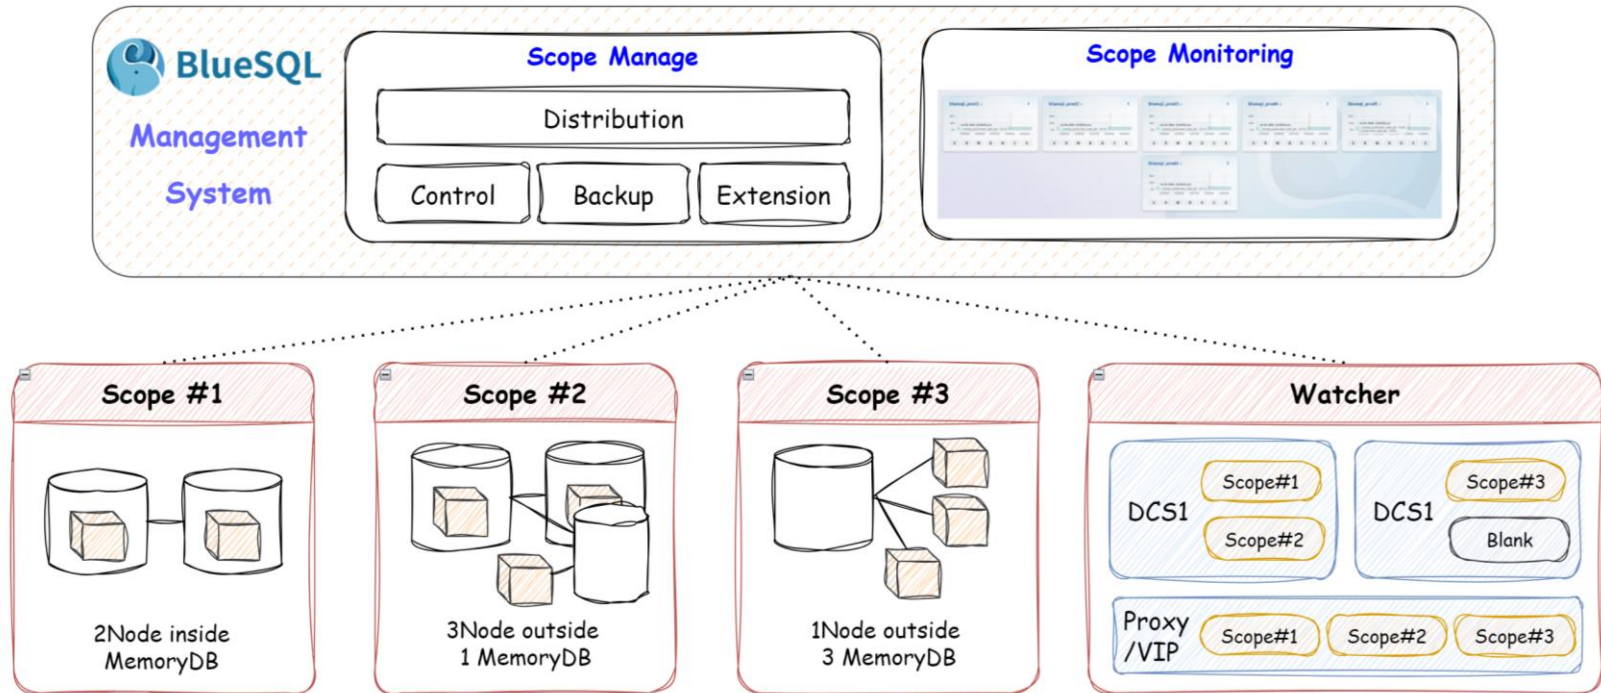 BlueSQL
Management
System
Scope Manage
Distribution
Control
Backup
Extension
Scope Monitoring
Scope #1
2Node inside
MemoryDB
Scope #2
3Node outside
1 MemoryDB
Scope #3
1Node outside
3 MemoryDB
Watcher
DCS1
Scope#1
Scope#2
DCS1
Scope#3
Blank
Proxy
/VIP
Scope#1
Scope#2
Scope#3